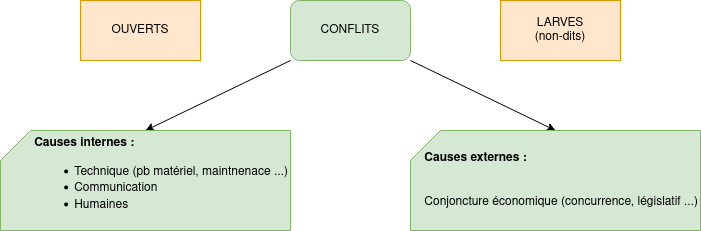 OUVERTS
CONFLITS
LARVES
(non-dits)
Causes internes :
• Technique (pb matériel, maintnenace ...)
• Communication
• Humaines
Causes externes :
Conjoncture économique (concurrence, législatif ...)